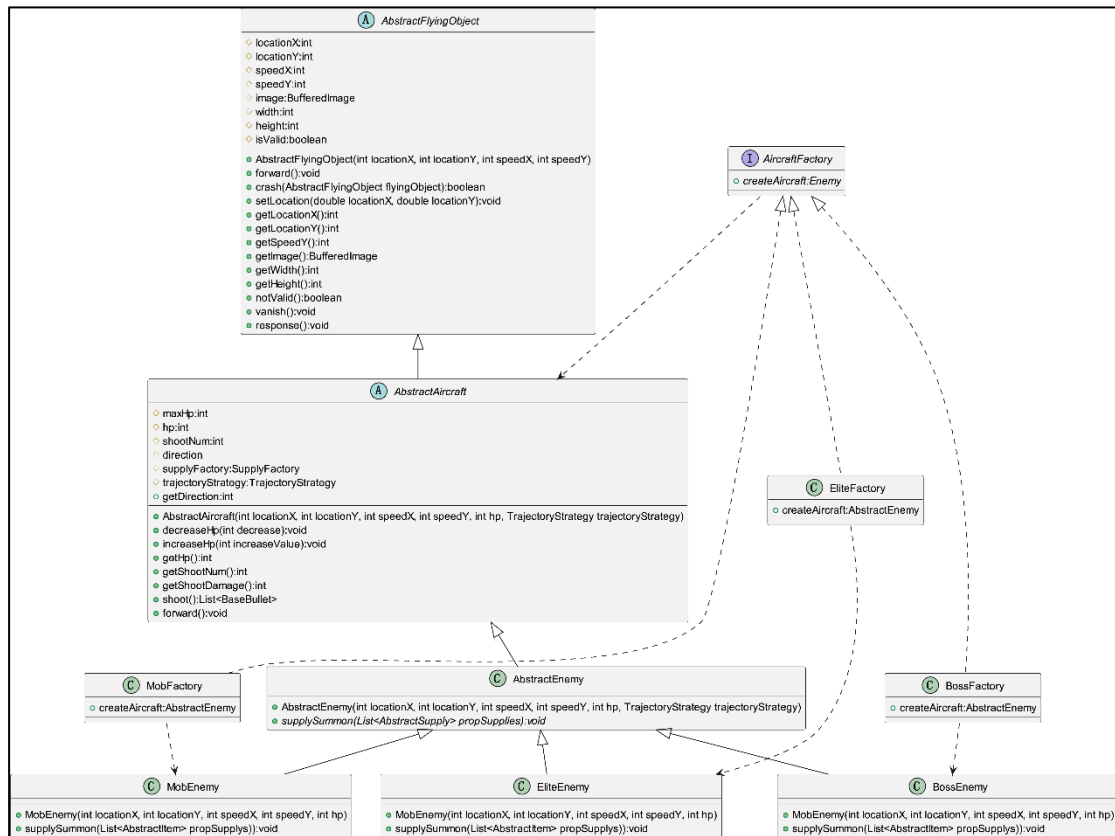 A AbstractFlyingObject
locationX:int
locationY:int
speedX:int
speedY:int
image:BufferedImage
width:int
height:int
isValid:boolean
AbstractFlyingObject(int locationX, int locationY, int speedX, int speedY)
forward():void
crash(AbstractFlyingObject flyingObject):boolean
setLocation(double locationX, double locationY):void
getLocationX():int
getLocationY():int
getSpeedY():int
getImage():BufferedImage
getWidth():int
getHeight():int
notValid():boolean
vanish():void
response():void
I AircraftFactory
createAircraft:Enemy
A AbstractAircraft
maxHp:int
hp:int
shootNum:int
direction
supplyFactory:SupplyFactory
trajectoryStrategy:TrajectoryStrategy
getDirection:int
AbstractAircraft(int locationX, int locationY, int speedX, int speedY, int hp, TrajectoryStrategy trajectoryStrategy)
decreaseHp(int decrease):void
increaseHp(int increaseValue):void
getHp():int
getShootNum():int
getShootDamage():int
shoot():List<BaseBullet>
forward():void
C EliteFactory
createAircraft:AbstractEnemy
C MobFactory
createAircraft:AbstractEnemy
C AbstractEnemy
AbstractEnemy(int locationX, int locationY, int speedX, int speedY, int hp, TrajectoryStrategy trajectoryStrategy)
supplySummon(List<AbstractSupply> propSupplies):void
C BossFactory
createAircraft:AbstractEnemy
C MobEnemy
MobEnemy(int locationX, int locationY, int speedX, int speedY, int hp)
supplySummon(List<AbstractItem> propSupplys)):void
C EliteEnemy
MobEnemy(int locationX, int locationY, int speedX, int speedY, int hp)
supplySummon(List<AbstractItem> propSupplys)):void
C BossEnemy
MobEnemy(int locationX, int locationY, int speedX, int speedY, int hp)
supplySummon(List<AbstractItem> propSupplys)):void